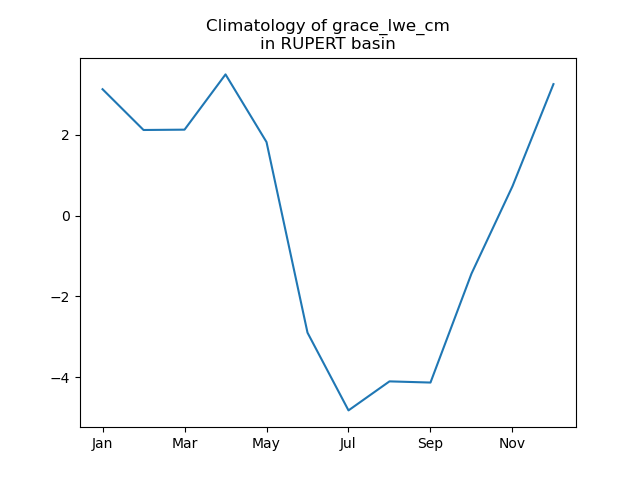 Climatology of grace_lwe_cm
in RUPERT basin
2
0
−2
−4
Jan
Mar
May
Jul
Sep
Nov